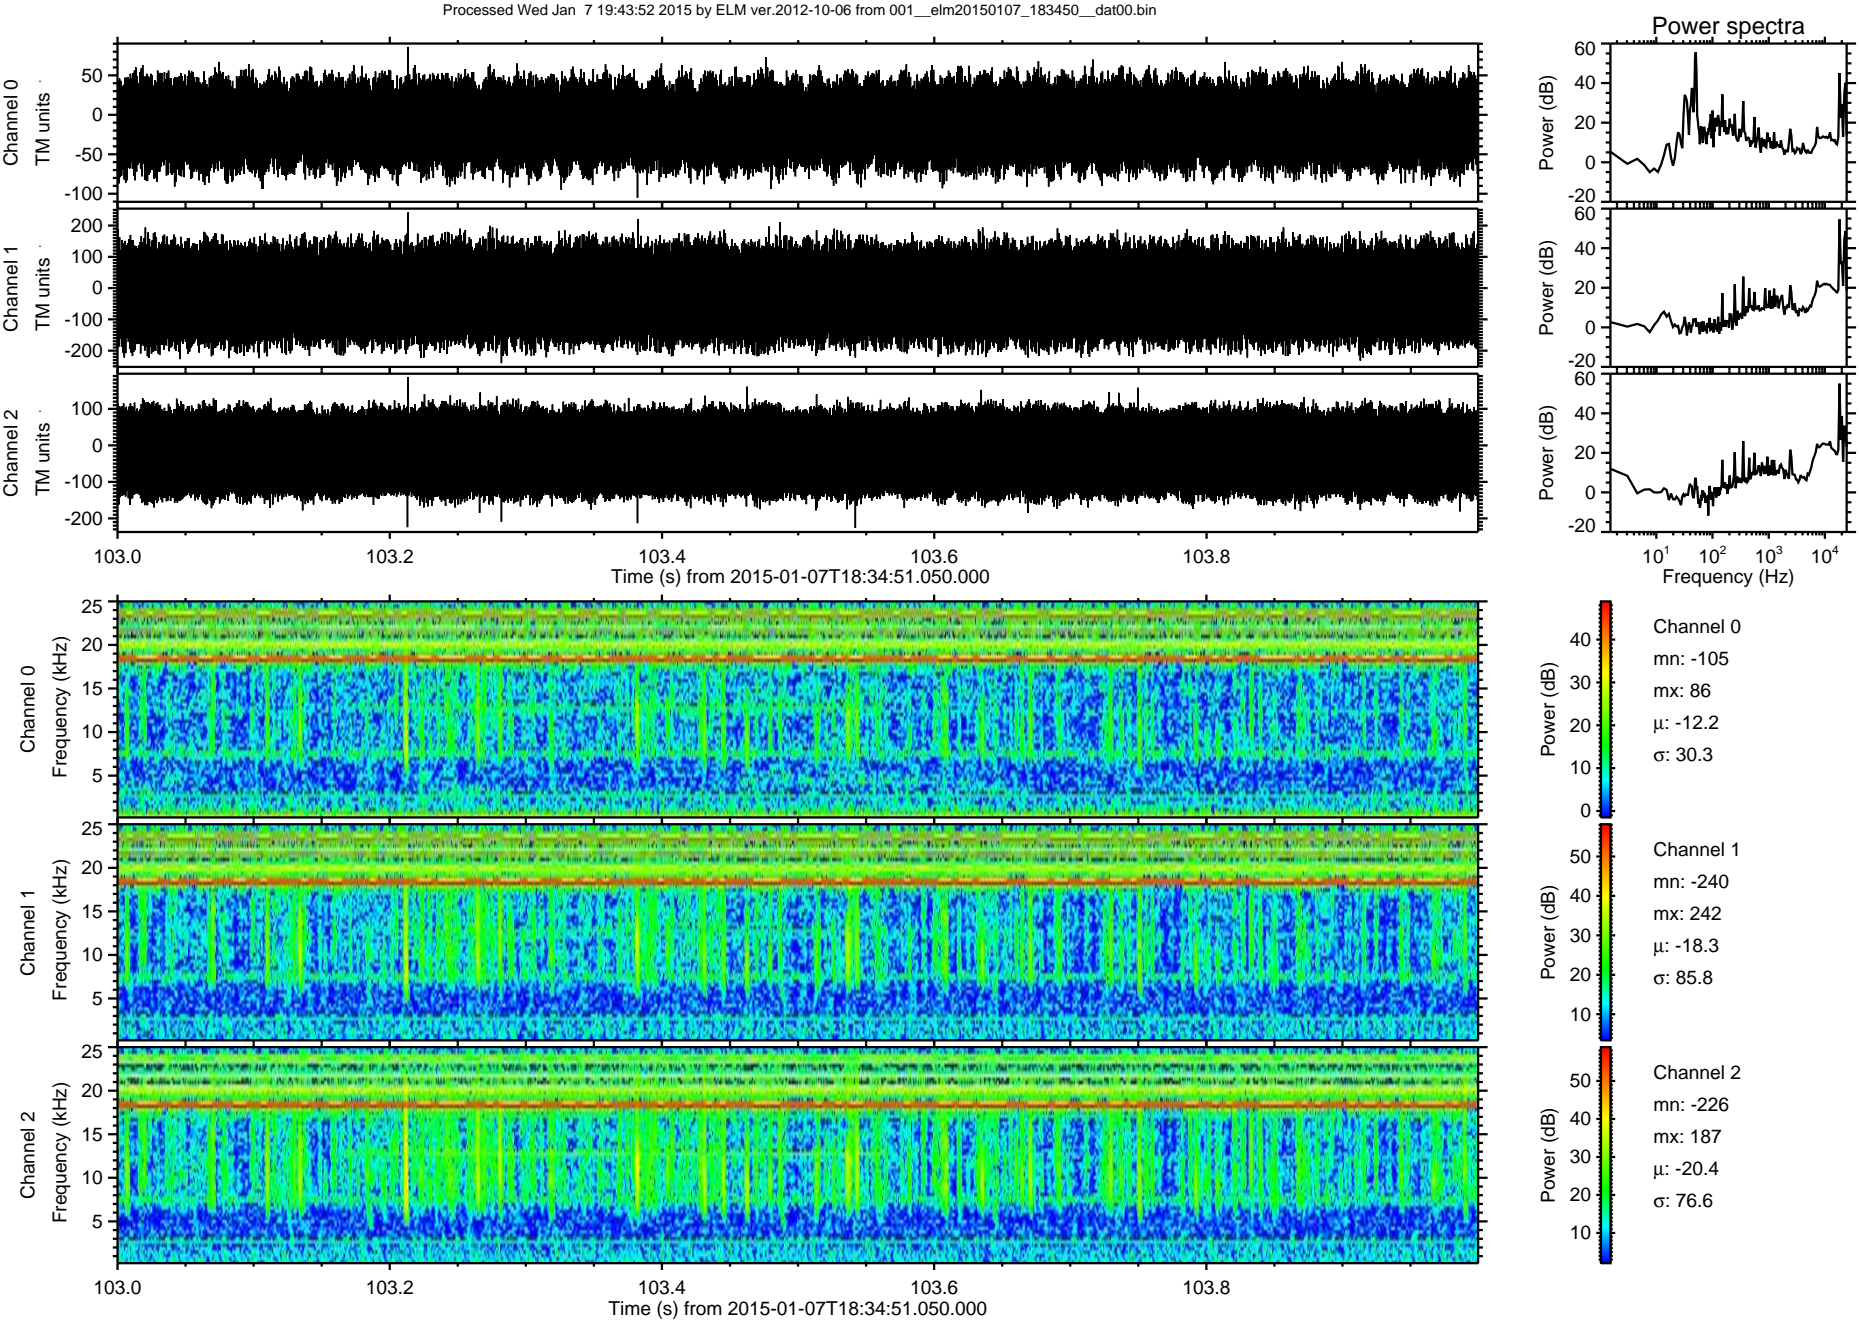 Processed Wed Jan  7 19:43:52 2015 by ELM ver.2012-10-06 from 001__elm20150107_183450__dat00.bin
Power spectra
Channel 0
TM units
50
0
-50
-100
Power (dB)
60
40
20
0
-20
Channel 1
TM units
200
100
0
-100
-200
Power (dB)
60
40
20
0
-20
Channel 2
TM units
100
0
-100
-200
Power (dB)
60
40
20
0
-20
103.0 103.2 103.4 103.6 103.8
Time (s) from 2015-01-07T18:34:51.050.000
10¹ 10² 10³ 10⁴
Frequency (Hz)
Channel 0
Frequency (kHz)
25
20
15
10
5
Power (dB)
40
30
20
10
0
Channel 0
mn: -105
mx: 86
μ: -12.2
σ: 30.3
Channel 1
Frequency (kHz)
25
20
15
10
5
Power (dB)
50
40
30
20
10
Channel 1
mn: -240
mx: 242
μ: -18.3
σ: 85.8
Channel 2
Frequency (kHz)
25
20
15
10
5
Power (dB)
50
40
30
20
10
Channel 2
mn: -226
mx: 187
μ: -20.4
σ: 76.6
103.0 103.2 103.4 103.6 103.8
Time (s) from 2015-01-07T18:34:51.050.000